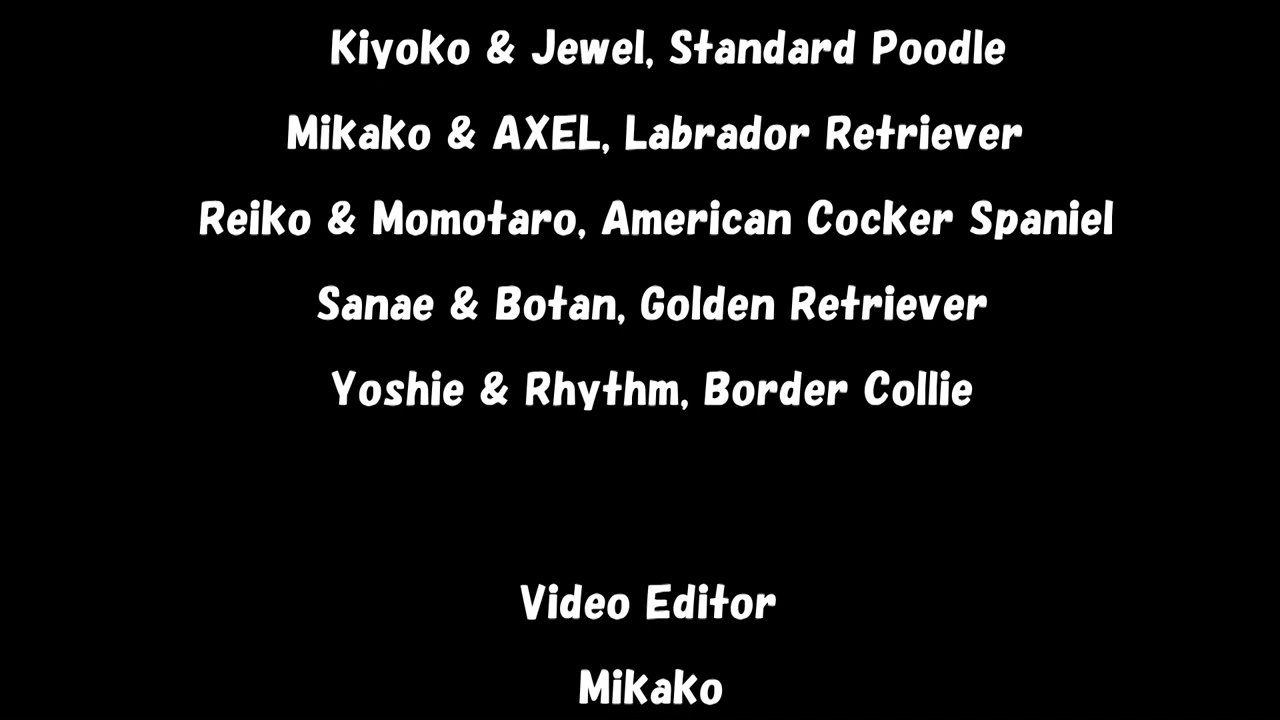 Kiyoko & Jewel, Standard Poodle
Mikako & AXEL, Labrador Retriever
Reiko & Momotaro, American Cocker Spaniel
Sanae & Botan, Golden Retriever
Yoshie & Rhythm, Border Collie
Video Editor
Mikako